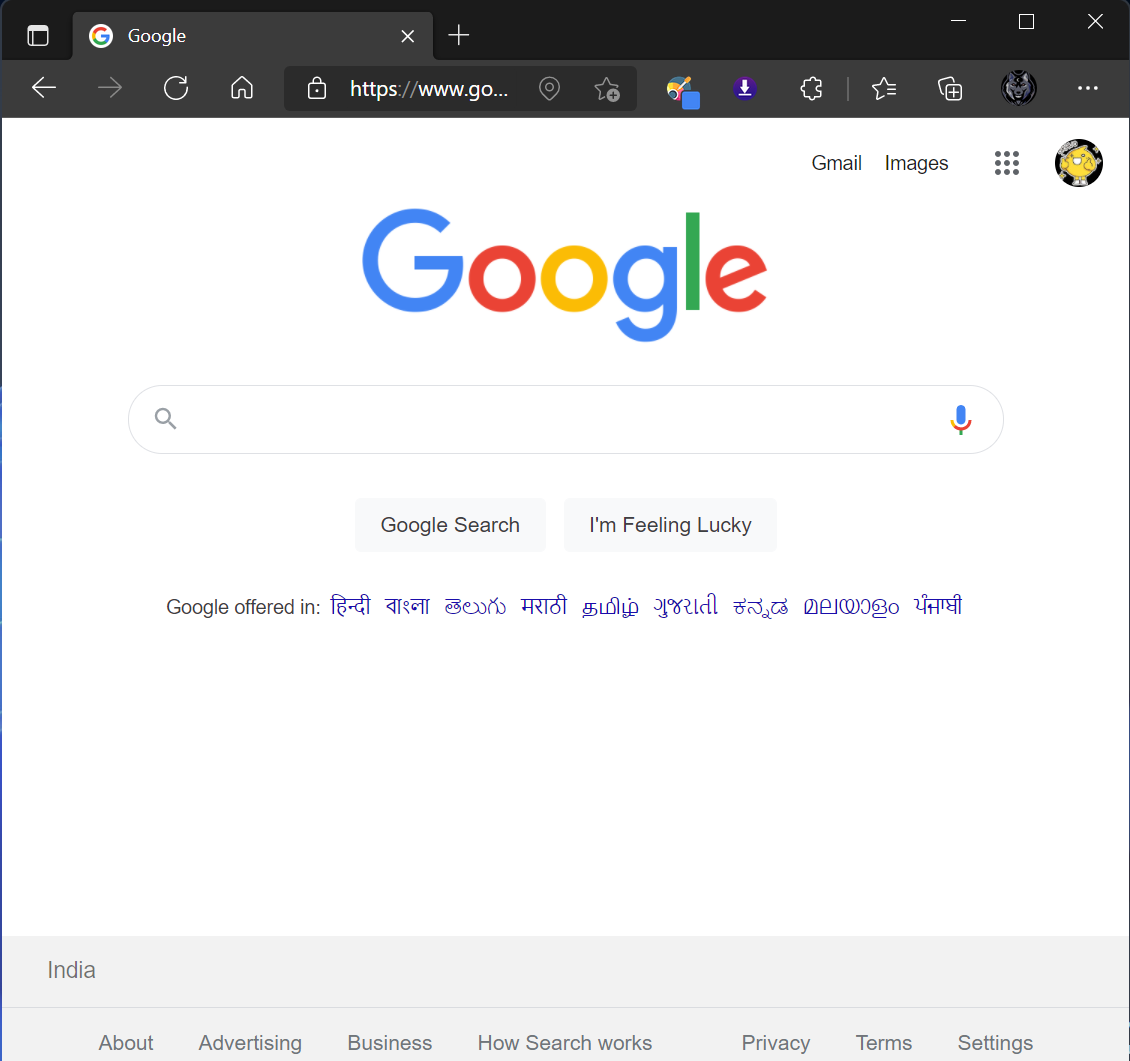 Google
https://www.go...
Gmail Images
Google
Google Search I'm Feeling Lucky
Google offered in: हिन्दी বাংলা తెలుగు मराठी தமிழ் ગુજરાતી ಕನ್ನಡ മലയാളം ਪੰਜਾਬੀ
India
About Advertising Business How Search works Privacy Terms Settings